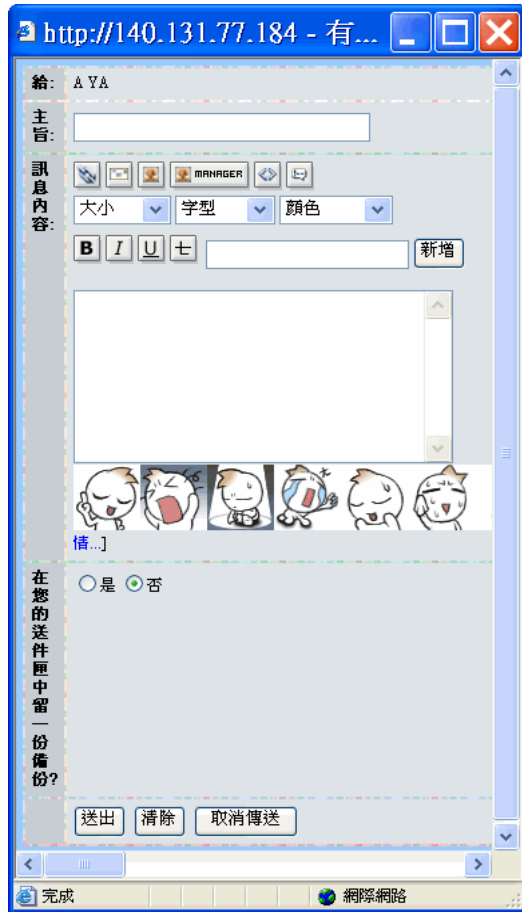 http://140.131.77.184 - 有...
給: A YA
主旨:
訊息內容:
MANAGER
大小 字型 顏色
B I U 七 新增
情...]
在您的送件匣中留一份備份?
是 否
送出 清除 取消傳送
完成 網際網路